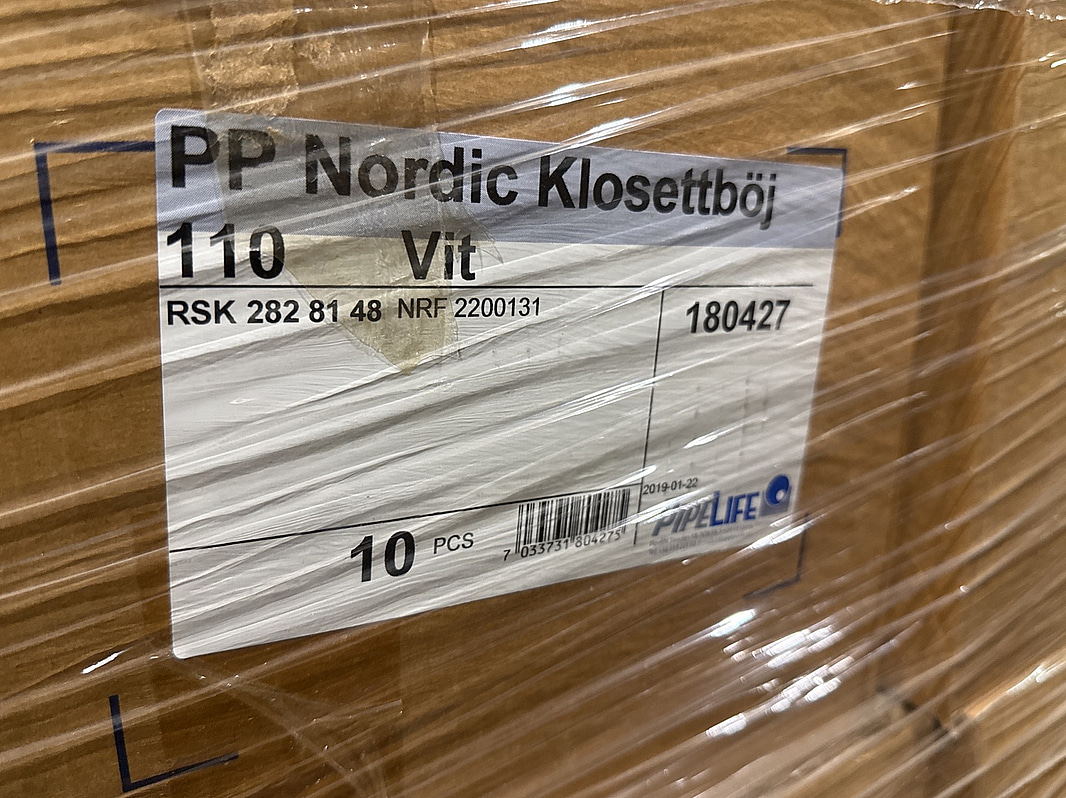 PP Nordic Klosettböj
110 Vit
RSK 282 81 48 NRF 2200131
180427
2019-01-22
PIPELIFE
10 PCS
7 033731 804275